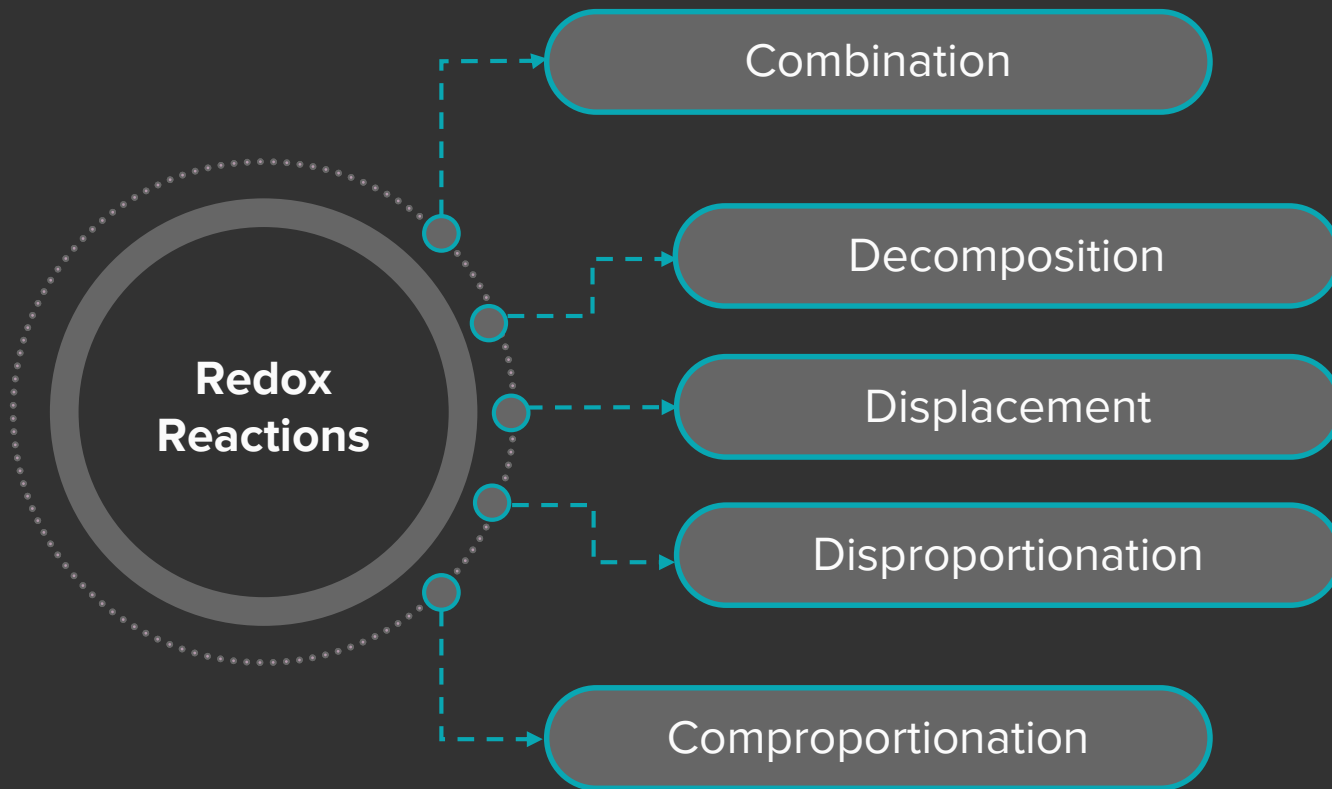 Redox
Reactions
Combination
Decomposition
Displacement
Disproportionation
Comproportionation